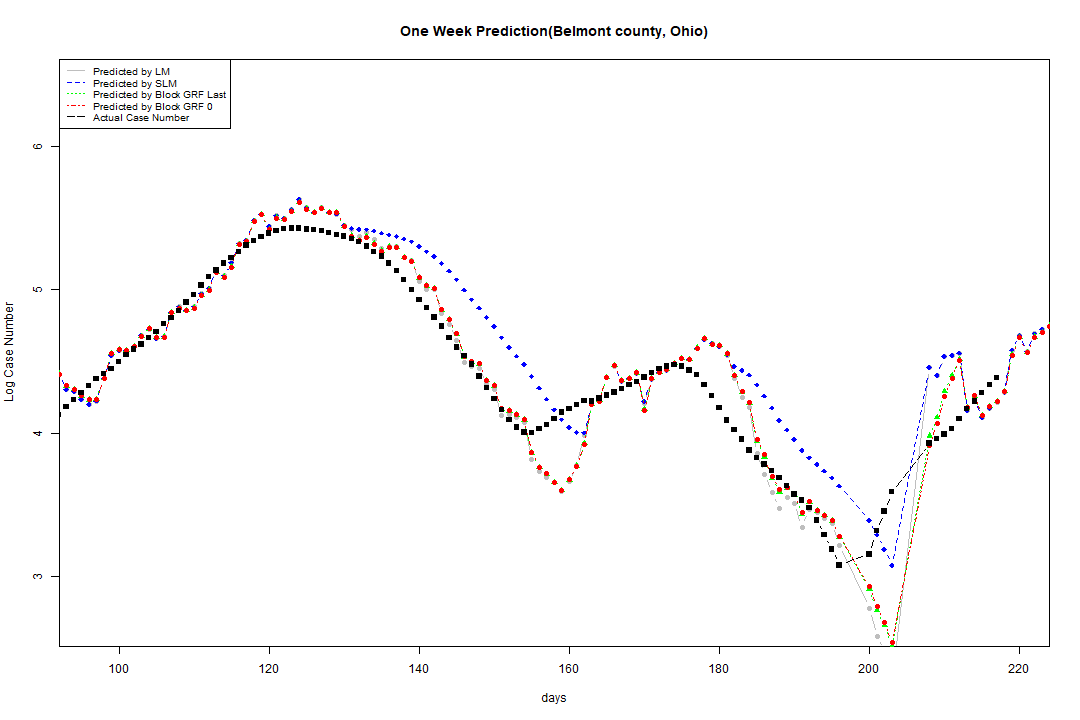 One Week Prediction(Belmont county, Ohio)
Predicted by LM
Predicted by SLM
Predicted by Block GRF Last
Predicted by Block GRF 0
Actual Case Number
6
5
4
3
Log Case Number
100 120 140 160 180 200 220
days